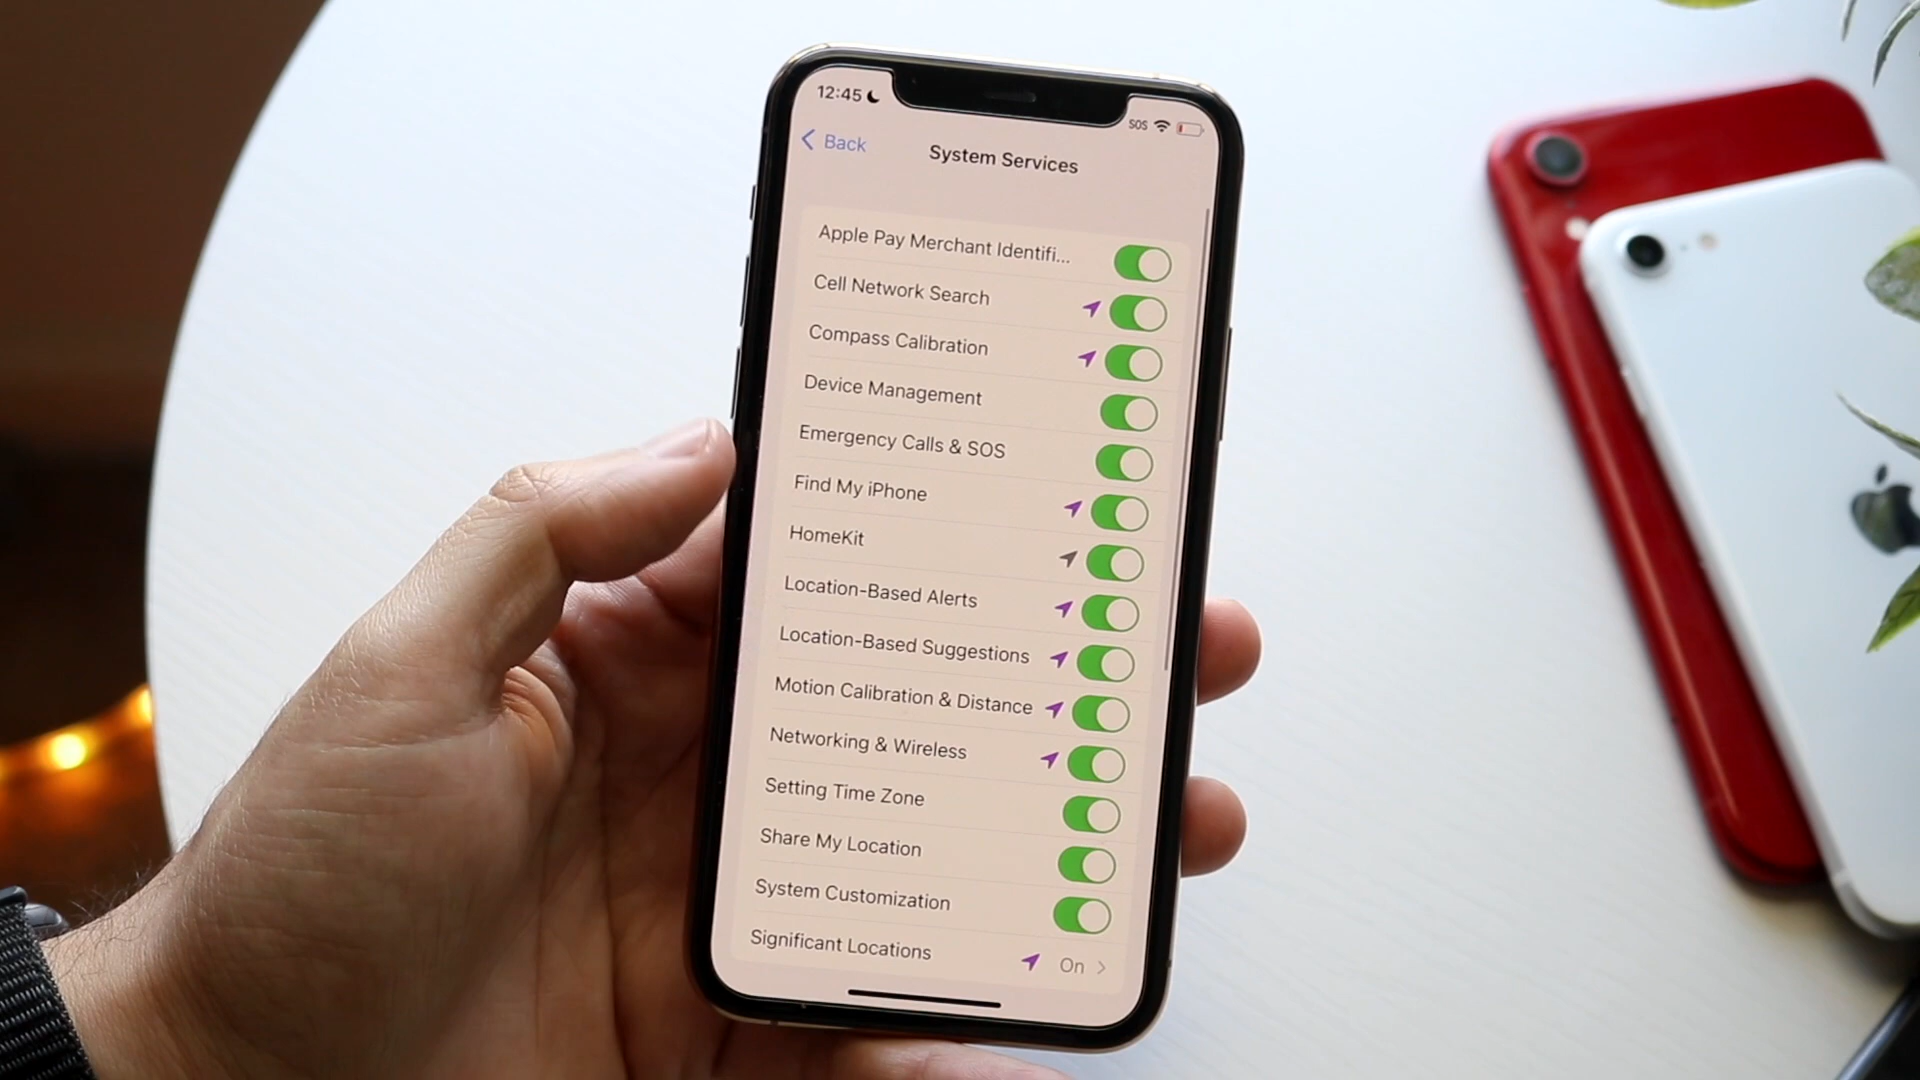 12:45
SOS
Back
System Services
Apple Pay Merchant Identifi...
Cell Network Search
Compass Calibration
Device Management
Emergency Calls & SOS
Find My iPhone
HomeKit
Location-Based Alerts
Location-Based Suggestions
Motion Calibration & Distance
Networking & Wireless
Setting Time Zone
Share My Location
System Customization
Significant Locations
On